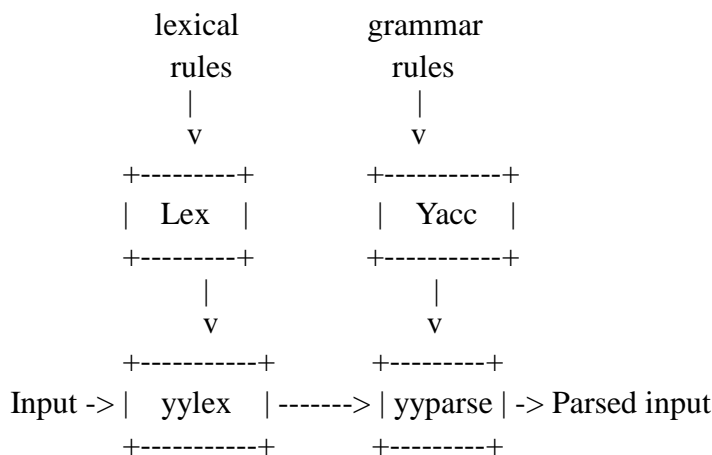 lexical grammar
rules rules
| |
v v
+---------+ +-----------+
| Lex | | Yacc |
+---------+ +-----------+
| |
v v
+----------+ +---------+
Input -> | yylex | -------> | yyparse | -> Parsed input
+----------+ +---------+